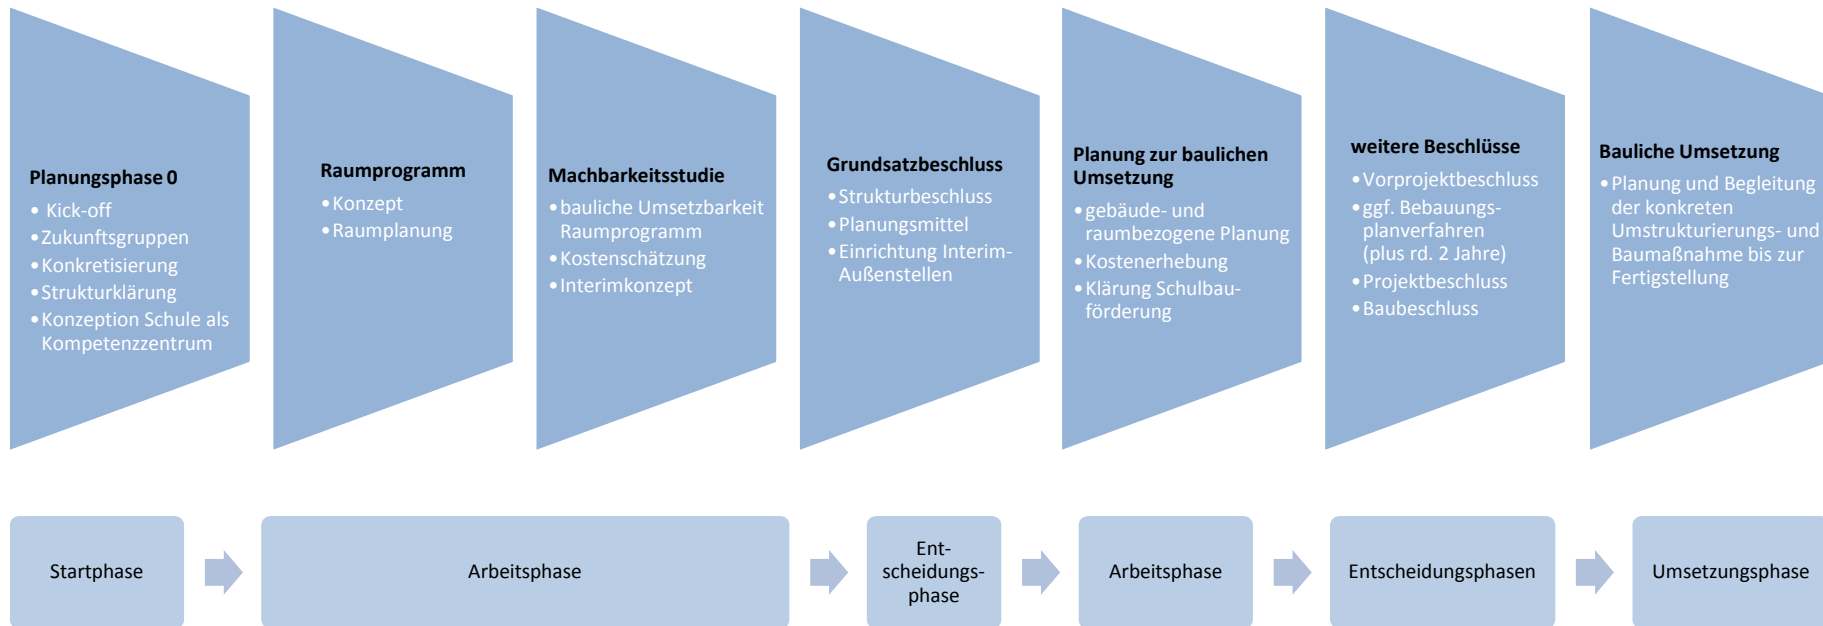 Planungsphase 0
• Kick-off
• Zukunftsgruppen
• Konkretisierung
• Strukturklärung
• Konzeption Schule als
Kompetenzzentrum
Raumprogramm
• Konzept
• Raumplanung
Machbarkeitsstudie
• bauliche Umsetzbarkeit
Raumprogramm
• Kostenschätzung
• Interimkonzept
Grundsatzbeschluss
• Strukturbeschluss
• Planungsmittel
• Einrichtung Interim-
Außenstellen
Planung zur baulichen
Umsetzung
• gebäude- und
raumbezogene Planung
• Kostenerhebung
• Klärung Schulbau-
förderung
weitere Beschlüsse
• Vorprojektbeschluss
• ggf. Bebauungs-
planverfahren
(plus rd. 2 Jahre)
• Projektbeschluss
• Baubeschluss
Bauliche Umsetzung
• Planung und Begleitung
der konkreten
Umstrukturierungs- und
Baumaßnahme bis zur
Fertigstellung
Startphase
Arbeitsphase
Ent-
scheidungs-
phase
Arbeitsphase
Entscheidungsphasen
Umsetzungsphase